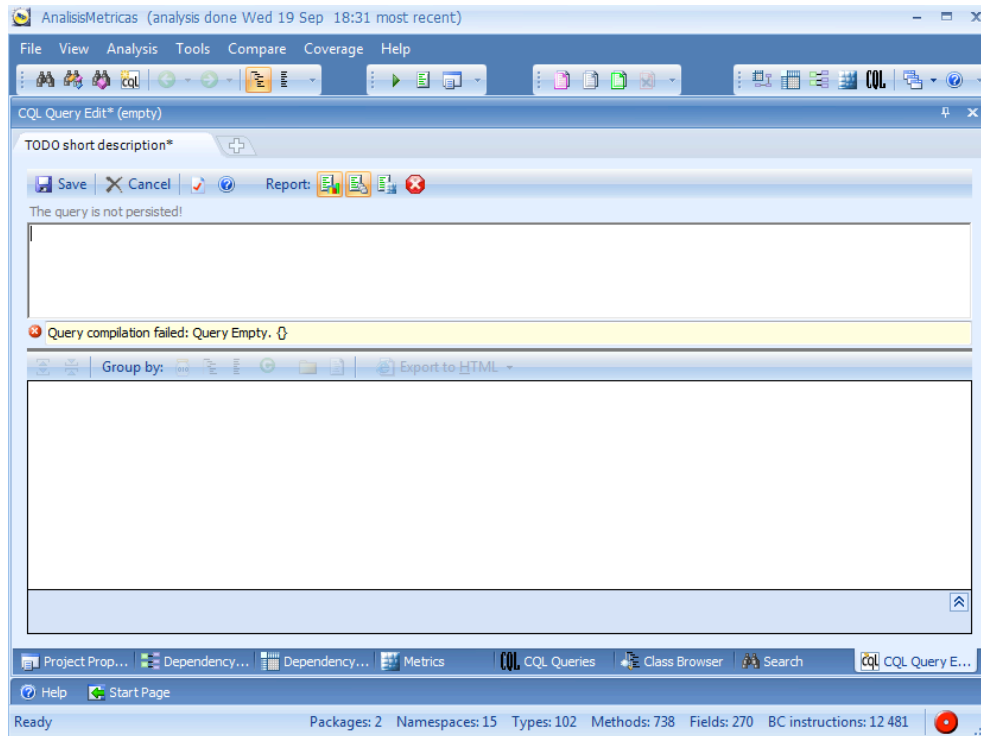 AnalisisMetricas (analysis done Wed 19 Sep 18:31 most recent)
File View Analysis Tools Compare Coverage Help
cQL CQL
CQL Query Edit* (empty)
TODO short description*
Save Cancel Report:
The query is not persisted!
Query compilation failed: Query Empty. {}
Group by: Export to HTML
Project Prop... Dependency... Dependency... Metrics CQL CQL Queries Class Browser Search CQL CQL Query E...
Help Start Page
Ready Packages: 2 Namespaces: 15 Types: 102 Methods: 738 Fields: 270 BC instructions: 12 481